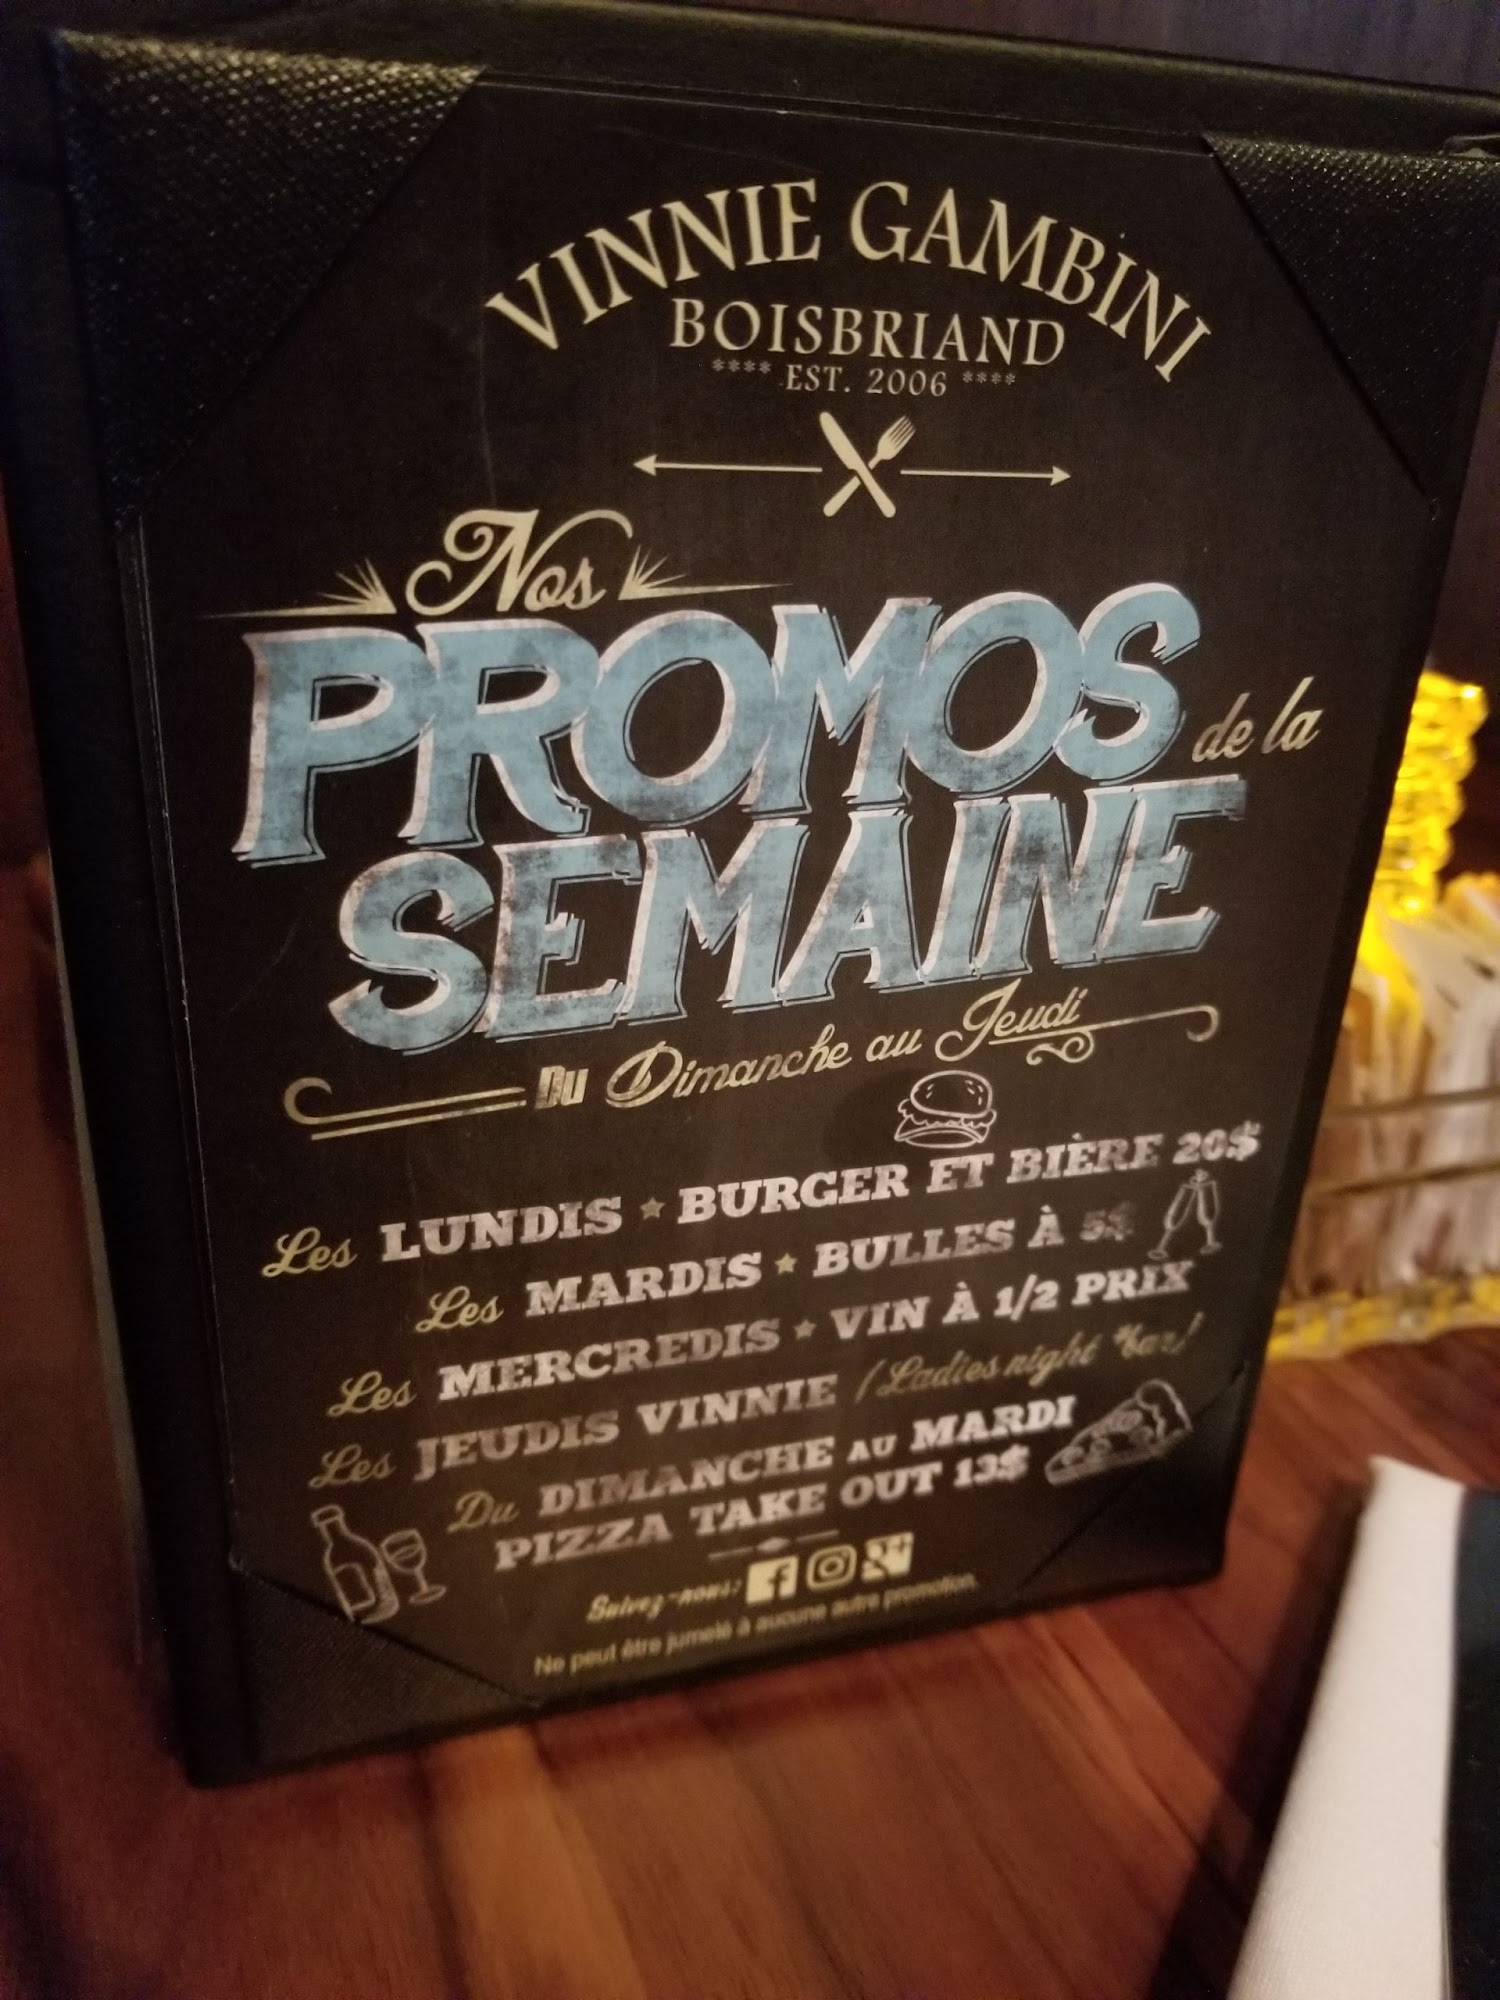 VINNIE GAMBINI
BOISBRIAND
**** EST. 2006 ****
Nos
PROMOS de la
SEMAINE
Du Dimanche au Jeudi
Les LUNDIS ★ BURGER ET BIÈRE 20$
Les MARDIS ★ BULLES À 5$
Les MERCREDIS ★ VIN À 1/2 PRIX
Les JEUDIS VINNIE (Ladies night *bar)
Du DIMANCHE AU MARDI
PIZZA TAKE OUT 13$
Suivez-nous:
Ne peut être jumelé à aucune autre promotion.